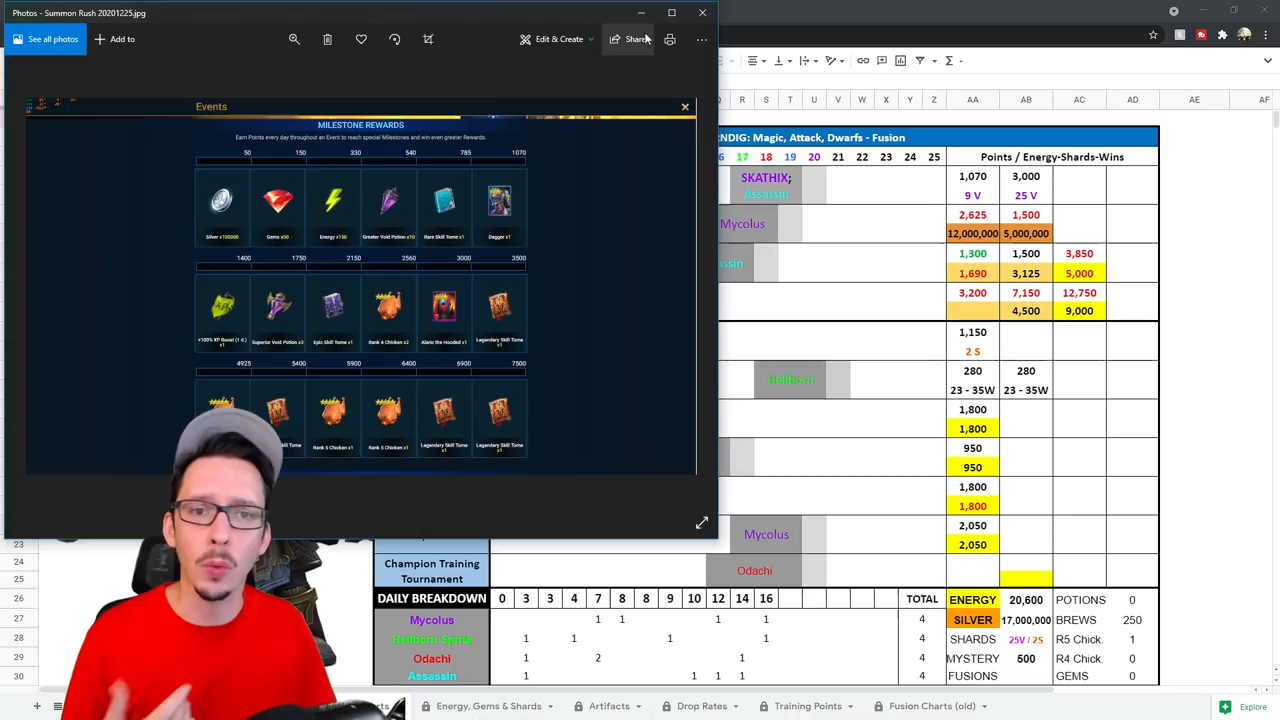 Photos - Summon Rush 20201225.jpg
See all photos
Add to
Edit & Create
Share
Events
MILESTONE REWARDS
Earn Points every day throughout an Event to reach special Milestones and win even greater Rewards.
50 150 330 540 785 1070
Silver x100000 Gems x50 Energy x150 Greater Void Potion x10 Rare Skill Tome x1 Dagger x1
1400 1750 2150 2560 3000 3500
+100% XP Boost (1 d.) x1 Superior Void Potion x3 Epic Skill Tome x1 Rank 4 Chicken x2 Alaric the Hooded x1 Legendary Skill Tome x1
4925 5400 5900 6400 6900 7500
Skill Tome Rank 5 Chicken x1 Rank 5 Chicken x1 Legendary Skill Tome x1 Legendary Skill Tome x1
R S T U V W X Y Z AA AB AC AD AE AF
NDIG: Magic, Attack, Dwarfs - Fusion
17 18 19 20 21 22 23 24 25 Points / Energy-Shards-Wins
SKATHIX; 1,070 3,000
Assassin 9 V 25 V
Mycolus 2,625 1,500
12,000,000 5,000,000
1,300 1,500 3,850
1,690 3,125 5,000
3,200 7,150 12,750
4,500 9,000
1,150
2 S
Hellborn 280 280
23 - 35W 23 - 35W
1,800
1,800
950
950
1,800
1,800
Mycolus 2,050
23 2,050
24 Champion Training Odachi
25 Tournament
26 DAILY BREAKDOWN 0 3 3 4 7 8 8 9 10 12 14 16 TOTAL ENERGY 20,600 POTIONS 0
27 Mycolus 1 1 1 1 4 SILVER 17,000,000 BREWS 250
28 Hellborn Sprite 1 1 1 1 4 SHARDS 25V / 2S R5 Chick. 1
29 Odachi 1 2 1 4 MYSTERY 500 R4 Chick. 0
30 Assassin 1 1 1 1 4 FUSIONS GEMS 0
Energy, Gems & Shards
Artifacts
Drop Rates
Training Points
Fusion Charts (old)
Explore